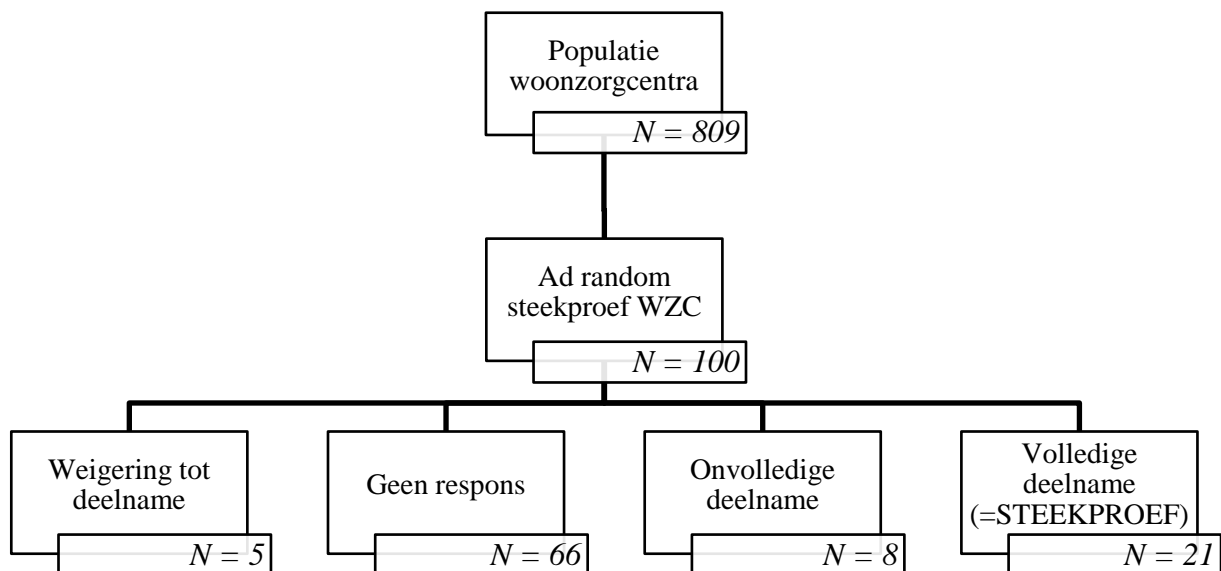 Populatie
woonzorgcentra
N = 809
Ad random
steekproef WZC
N = 100
Weigering tot
deelname
N = 5
Geen respons
N = 66
Onvolledige
deelname
N = 8
Volledige
deelname
(=STEEKPROEF)
N = 21